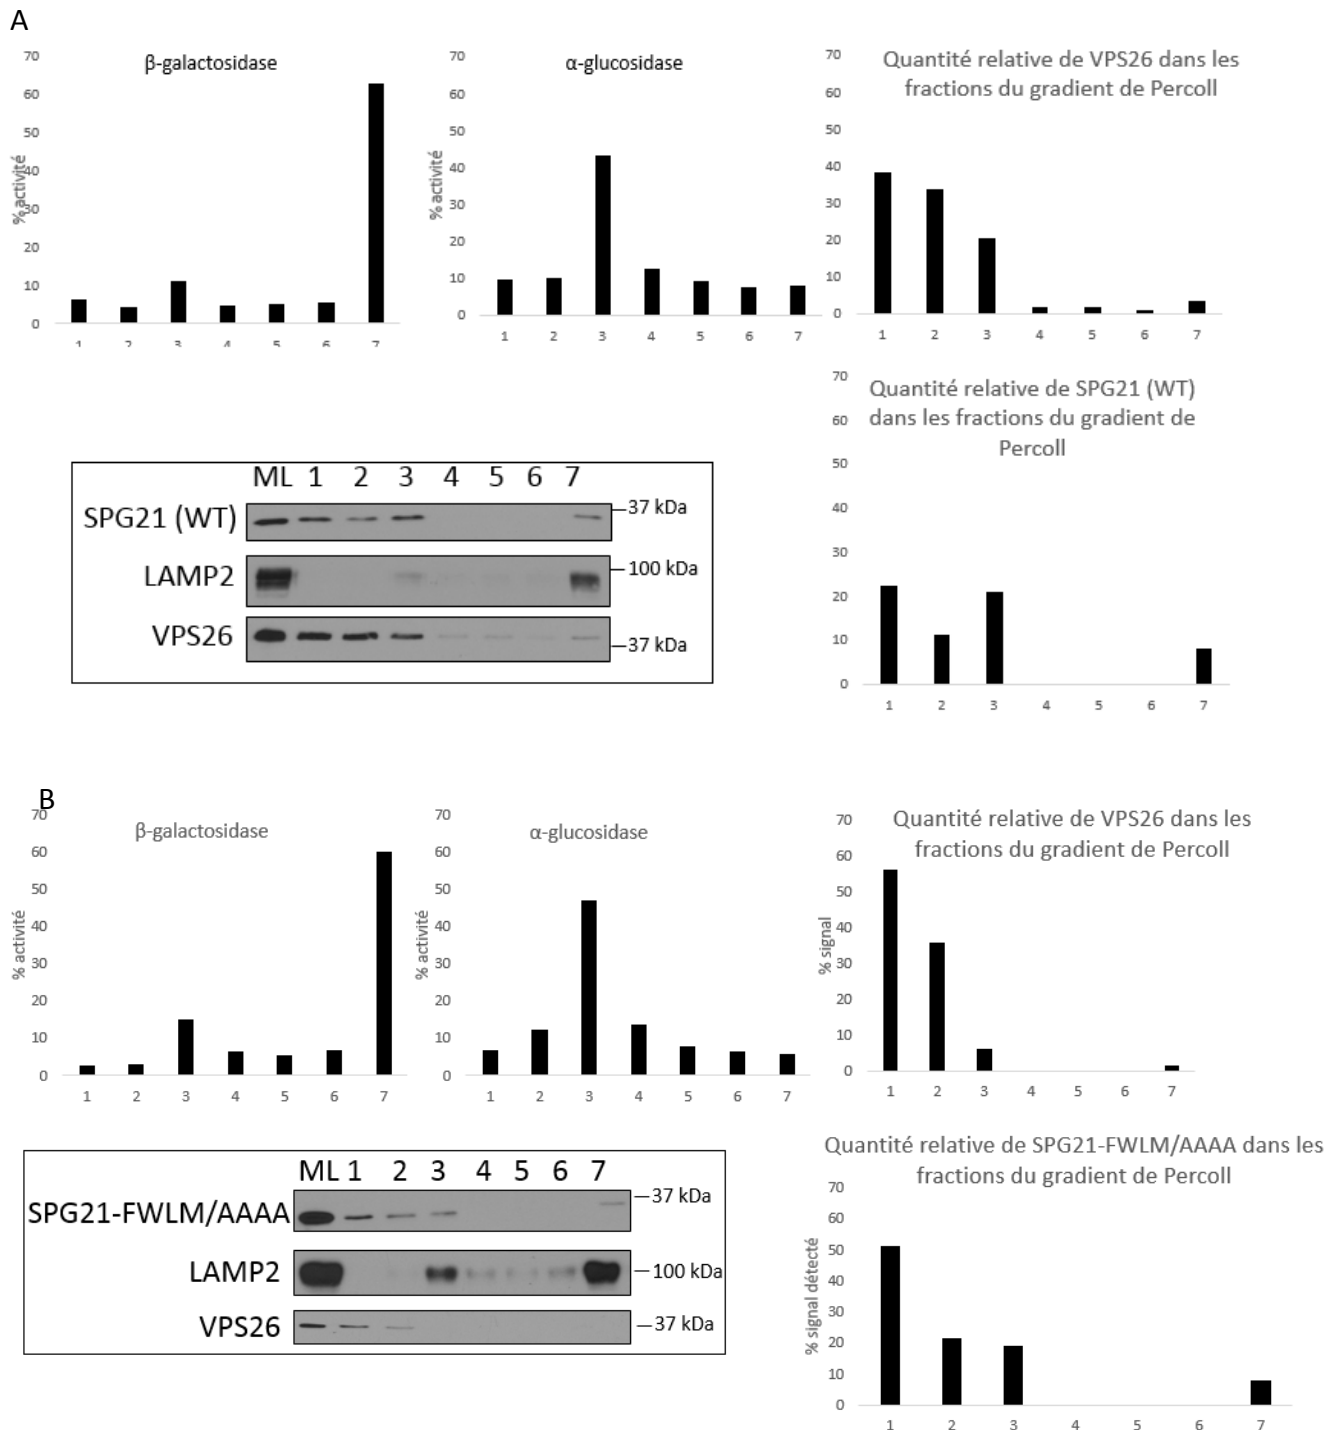 A
β-galactosidase
% activité
70
60
50
40
30
20
10
0
1 2 3 4 5 6 7
α-glucosidase
% activité
70
60
50
40
30
20
10
0
1 2 3 4 5 6 7
Quantité relative de VPS26 dans les
fractions du gradient de Percoll
70
60
50
40
30
20
10
0
1 2 3 4 5 6 7
ML 1 2 3 4 5 6 7
SPG21 (WT)
37 kDa
LAMP2
100 kDa
VPS26
37 kDa
Quantité relative de SPG21 (WT)
dans les fractions du gradient de
Percoll
70
60
50
40
30
20
10
0
1 2 3 4 5 6 7
B
β-galactosidase
% activité
70
60
50
40
30
20
10
0
1 2 3 4 5 6 7
α-glucosidase
% activité
70
60
50
40
30
20
10
0
1 2 3 4 5 6 7
Quantité relative de VPS26 dans les
fractions du gradient de Percoll
% signal
70
60
50
40
30
20
10
0
1 2 3 4 5 6 7
ML 1 2 3 4 5 6 7
SPG21-FWLM/AAAA
37 kDa
LAMP2
100 kDa
VPS26
37 kDa
Quantité relative de SPG21-FWLM/AAAA dans les
fractions du gradient de Percoll
% signal détecté
70
60
50
40
30
20
10
0
1 2 3 4 5 6 7